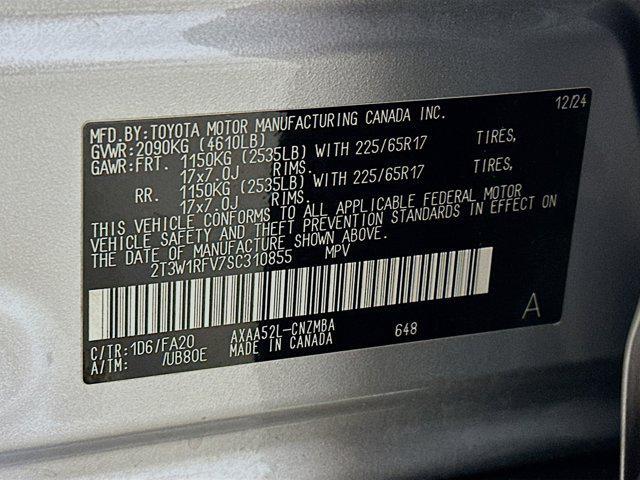 MFD.BY:TOYOTA MOTOR MANUFACTURING CANADA INC. 12/24
GVWR:2090KG (4610LB)
GAWR:FRT. 1150KG (2535LB) WITH 225/65R17 TIRES,
17x7.0J RIMS.
RR. 1150KG (2535LB) WITH 225/65R17 TIRES,
17x7.0J RIMS.
THIS VEHICLE CONFORMS TO ALL APPLICABLE FEDERAL MOTOR
VEHICLE SAFETY AND THEFT PREVENTION STANDARDS IN EFFECT ON
THE DATE OF MANUFACTURE SHOWN ABOVE.
2T3W1RFV7SC310855 MPV
A
C/TR:1D6/FA20 AXAA52L-CNZMBA 648
A/TM: /UB80E MADE IN CANADA